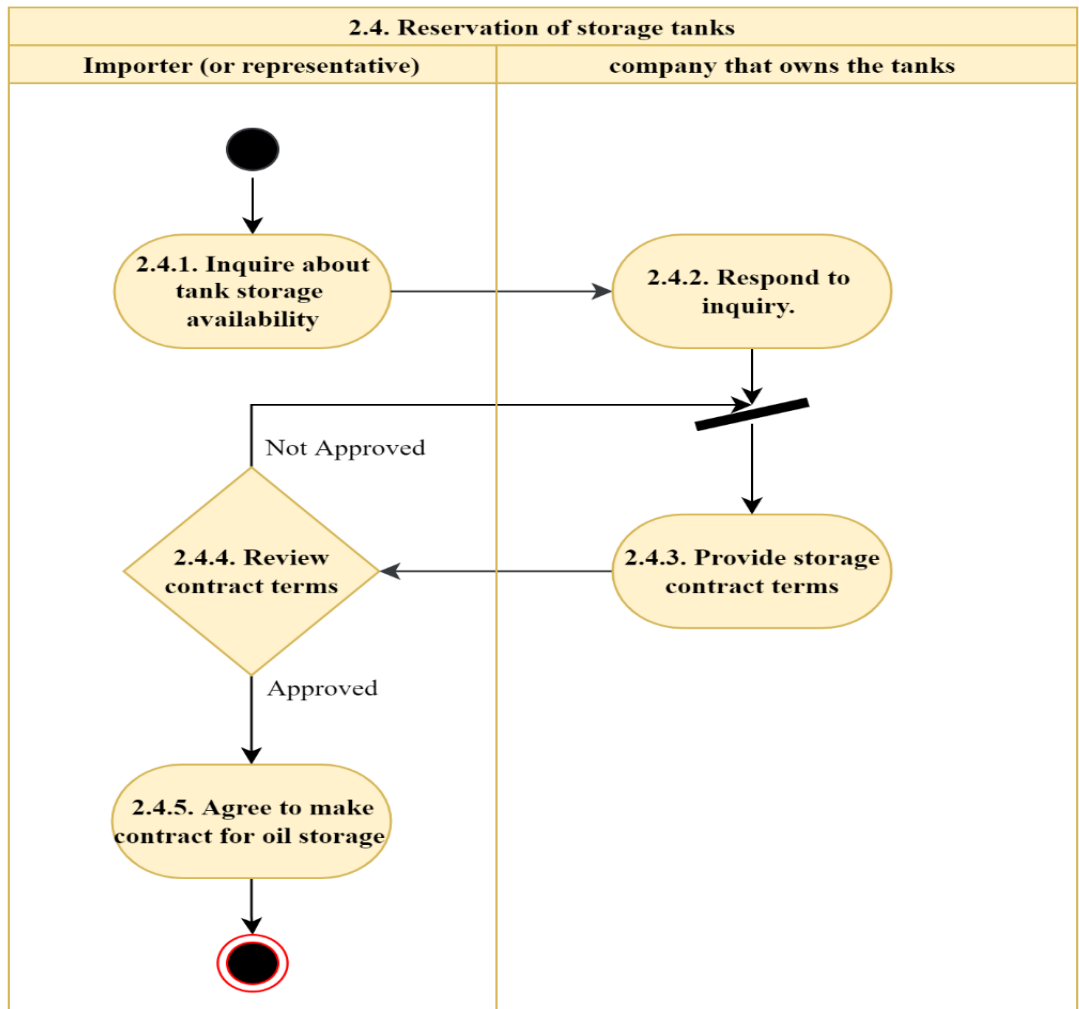 2.4. Reservation of storage tanks
Importer (or representative)
company that owns the tanks
2.4.1. Inquire about
tank storage
availability
2.4.2. Respond to
inquiry.
Not Approved
2.4.3. Provide storage
contract terms
2.4.4. Review
contract terms
Approved
2.4.5. Agree to make
contract for oil storage